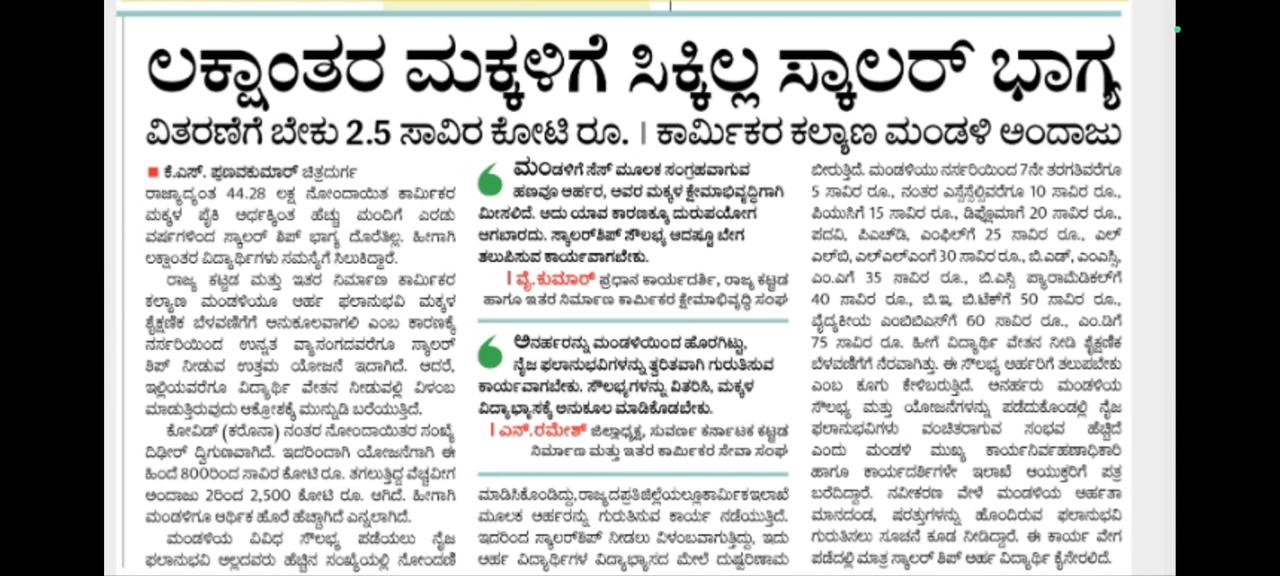 ಲಕ್ಷಾಂತರ ಮಕ್ಕಳಿಗೆ ಸಿಕ್ಕಿಲ್ಲ ಸ್ಕಾಲರ್ ಭಾಗ್ಯ
ವಿತರಣೆಗೆ ಬೇಕು 2.5 ಸಾವಿರ ಕೋಟಿ ರೂ. | ಕಾರ್ಮಿಕರ ಕಲ್ಯಾಣ ಮಂಡಳಿ ಅಂದಾಜು
■ ಕೆ.ಎಸ್. ಪ್ರಣವಕುಮಾರ್ ಚಿತ್ರದುರ್ಗ
ರಾಜ್ಯಾದ್ಯಂತ 44.28 ಲಕ್ಷ ನೋಂದಾಯಿತ ಕಾರ್ಮಿಕರ
ಮಕ್ಕಳ ಪೈಕಿ ಅರ್ಧಕ್ಕಿಂತ ಹೆಚ್ಚು ಮಂದಿಗೆ ಎರಡು
ವರ್ಷಗಳಿಂದ ಸ್ಕಾಲರ್ ಶಿಪ್ ಭಾಗ್ಯ ದೊರೆತಿಲ್ಲ. ಹೀಗಾಗಿ
ಲಕ್ಷಾಂತರ ವಿದ್ಯಾರ್ಥಿಗಳು ಸಮಸ್ಯೆಗೆ ಸಿಲುಕಿದ್ದಾರೆ.
ರಾಜ್ಯ ಕಟ್ಟಡ ಮತ್ತು ಇತರ ನಿರ್ಮಾಣ ಕಾರ್ಮಿಕರ
ಕಲ್ಯಾಣ ಮಂಡಳಿಯೂ ಅರ್ಹ ಫಲಾನುಭವಿ ಮಕ್ಕಳ
ಶೈಕ್ಷಣಿಕ ಬೆಳವಣಿಗೆಗೆ ಅನುಕೂಲವಾಗಲಿ ಎಂಬ ಕಾರಣಕ್ಕೆ
ನರ್ಸರಿಯಿಂದ ಉನ್ನತ ವ್ಯಾಸಂಗದವರೆಗೂ ಸ್ಕಾಲರ್
ಶಿಪ್ ನೀಡುವ ಉತ್ತಮ ಯೋಜನೆ ಇದಾಗಿದೆ. ಆದರೆ,
ಇಲ್ಲಿಯವರೆಗೂ ವಿದ್ಯಾರ್ಥಿ ವೇತನ ನೀಡುವಲ್ಲಿ ವಿಳಂಬ
ಮಾಡುತ್ತಿರುವುದು ಆಕ್ರೋಶಕ್ಕೆ ಮುನ್ನುಡಿ ಬರೆಯುತ್ತಿದೆ.
ಕೋವಿಡ್ (ಕರೊನಾ) ನಂತರ ನೋಂದಾಯಿತರ ಸಂಖ್ಯೆ
ದಿಢೀರ್ ದ್ವಿಗುಣವಾಗಿದೆ. ಇದರಿಂದಾಗಿ ಯೋಜನೆಗಾಗಿ ಈ
ಹಿಂದೆ 800ರಿಂದ ಸಾವಿರ ಕೋಟಿ ರೂ. ತಗಲುತ್ತಿದ್ದ ವೆಚ್ಚವೀಗ
ಅಂದಾಜು 2ರಿಂದ 2,500 ಕೋಟಿ ರೂ. ಆಗಿದೆ. ಹೀಗಾಗಿ
ಮಂಡಳಿಗೂ ಆರ್ಥಿಕ ಹೊರೆ ಹೆಚ್ಚಾಗಿದೆ ಎನ್ನಲಾಗಿದೆ.
ಮಂಡಳಿಯ ವಿವಿಧ ಸೌಲಭ್ಯ ಪಡೆಯಲು ನೈಜ
ಫಲಾನುಭವಿ ಅಲ್ಲದವರು ಹೆಚ್ಚಿನ ಸಂಖ್ಯೆಯಲ್ಲಿ ನೋಂದಣಿ
ಮಂಡಳಿಗೆ ಸೆಸ್ ಮೂಲಕ ಸಂಗ್ರಹವಾಗುವ
ಹಣವೂ ಅರ್ಹರ, ಅವರ ಮಕ್ಕಳ ಕ್ಷೇಮಾಭಿವೃದ್ಧಿಗಾಗಿ
ಮೀಸಲಿದೆ. ಅದು ಯಾವ ಕಾರಣಕ್ಕೂ ದುರುಪಯೋಗ
ಆಗಬಾರದು. ಸ್ಕಾಲರ್‌ಶಿಪ್ ಸೌಲಭ್ಯ ಆದಷ್ಟೂ ಬೇಗ
ತಲುಪಿಸುವ ಕಾರ್ಯವಾಗಬೇಕು.
| ವೈ.ಕುಮಾರ್ ಪ್ರಧಾನ ಕಾರ್ಯದರ್ಶಿ, ರಾಜ್ಯ ಕಟ್ಟಡ
ಹಾಗೂ ಇತರ ನಿರ್ಮಾಣ ಕಾರ್ಮಿಕರ ಕ್ಷೇಮಾಭಿವೃದ್ಧಿ ಸಂಘ
ಅನರ್ಹರನ್ನು ಮಂಡಳಿಯಿಂದ ಹೊರಗಿಟ್ಟು,
ನೈಜ ಫಲಾನುಭವಿಗಳನ್ನು ತ್ವರಿತವಾಗಿ ಗುರುತಿಸುವ
ಕಾರ್ಯವಾಗಬೇಕು. ಸೌಲಭ್ಯಗಳನ್ನು ವಿತರಿಸಿ, ಮಕ್ಕಳ
ವಿದ್ಯಾಭ್ಯಾಸಕ್ಕೆ ಅನುಕೂಲ ಮಾಡಿಕೊಡಬೇಕು.
| ಎನ್.ರಮೇಶ್ ಜಿಲ್ಲಾಧ್ಯಕ್ಷ, ಸುವರ್ಣ ಕರ್ನಾಟಕ ಕಟ್ಟಡ
ನಿರ್ಮಾಣ ಮತ್ತು ಇತರ ಕಾರ್ಮಿಕರ ಸೇವಾ ಸಂಘ
ಮಾಡಿಸಿಕೊಂಡಿದ್ದು, ರಾಜ್ಯದ ಪ್ರತಿ ಜಿಲ್ಲೆಯಲ್ಲೂ ಕಾರ್ಮಿಕ ಇಲಾಖೆ
ಮೂಲಕ ಅರ್ಹರನ್ನು ಗುರುತಿಸುವ ಕಾರ್ಯ ನಡೆಯುತ್ತಿದೆ.
ಇದರಿಂದ ಸ್ಕಾಲರ್‌ಶಿಪ್ ನೀಡಲು ವಿಳಂಬವಾಗುತ್ತಿದ್ದು, ಇದು
ಅರ್ಹ ವಿದ್ಯಾರ್ಥಿಗಳ ವಿದ್ಯಾಭ್ಯಾಸದ ಮೇಲೆ ದುಷ್ಪರಿಣಾಮ
ಬೀರುತ್ತಿದೆ. ಮಂಡಳಿಯು ನರ್ಸರಿಯಿಂದ 7ನೇ ತರಗತಿವರೆಗೂ
5 ಸಾವಿರ ರೂ., ನಂತರ ಎಸ್ಸೆಸ್ಸೆಲ್ಸಿವರೆಗೂ 10 ಸಾವಿರ ರೂ.,
ಪಿಯುಸಿಗೆ 15 ಸಾವಿರ ರೂ., ಡಿಪ್ಲೊಮಾಗೆ 20 ಸಾವಿರ ರೂ.,
ಪದವಿ, ಪಿಎಚ್‌ಡಿ, ಎಂಫಿಲ್‌ಗೆ 25 ಸಾವಿರ ರೂ., ಎಲ್
ಎಲ್‌ಬಿ, ಎಲ್‌ಎಲ್‌ಎಂಗೆ 30 ಸಾವಿರ ರೂ., ಬಿ.ಎಡ್, ಎಂಎಸ್ಸಿ,
ಎಂ.ಎಗೆ 35 ಸಾವಿರ ರೂ., ಬಿ.ಎಸ್ಸಿ ಪ್ಯಾರಾಮೆಡಿಕಲ್‌ಗೆ
40 ಸಾವಿರ ರೂ., ಬಿ.ಇ, ಬಿ.ಟೆಕ್‌ಗೆ 50 ಸಾವಿರ ರೂ.,
ವೈದ್ಯಕೀಯ ಎಂಬಿಬಿಎಸ್‌ಗೆ 60 ಸಾವಿರ ರೂ., ಎಂ.ಡಿಗೆ
75 ಸಾವಿರ ರೂ. ಹೀಗೆ ವಿದ್ಯಾರ್ಥಿ ವೇತನ ನೀಡಿ ಶೈಕ್ಷಣಿಕ
ಬೆಳವಣಿಗೆಗೆ ನೆರವಾಗಿತ್ತು. ಈ ಸೌಲಭ್ಯ ಅರ್ಹರಿಗೆ ತಲುಪಬೇಕು
ಎಂಬ ಕೂಗು ಕೇಳಿಬರುತ್ತಿದೆ. ಅನರ್ಹರು ಮಂಡಳಿಯ
ಸೌಲಭ್ಯ ಮತ್ತು ಯೋಜನೆಗಳನ್ನು ಪಡೆದುಕೊಂಡಲ್ಲಿ ನೈಜ
ಫಲಾನುಭವಿಗಳು ವಂಚಿತರಾಗುವ ಸಂಭವ ಹೆಚ್ಚಿದೆ
ಎಂದು ಮಂಡಳಿ ಮುಖ್ಯ ಕಾರ್ಯನಿರ್ವಹಣಾಧಿಕಾರಿ
ಹಾಗೂ ಕಾರ್ಯದರ್ಶಿಗಳೇ ಇಲಾಖೆ ಆಯುಕ್ತರಿಗೆ ಪತ್ರ
ಬರೆದಿದ್ದಾರೆ. ನವೀಕರಣ ವೇಳೆ ಮಂಡಳಿಯ ಅರ್ಹತಾ
ಮಾನದಂಡ, ಷರತ್ತುಗಳನ್ನು ಹೊಂದಿರುವ ಫಲಾನುಭವಿ
ಗುರುತಿಸಲು ಸೂಚನೆ ಕೂಡ ನೀಡಿದ್ದಾರೆ. ಈ ಕಾರ್ಯ ವೇಗ
ಪಡೆದಲ್ಲಿ ಮಾತ್ರ ಸ್ಕಾಲರ್ ಶಿಪ್ ಅರ್ಹ ವಿದ್ಯಾರ್ಥಿ ಕೈಸೇರಲಿದೆ.